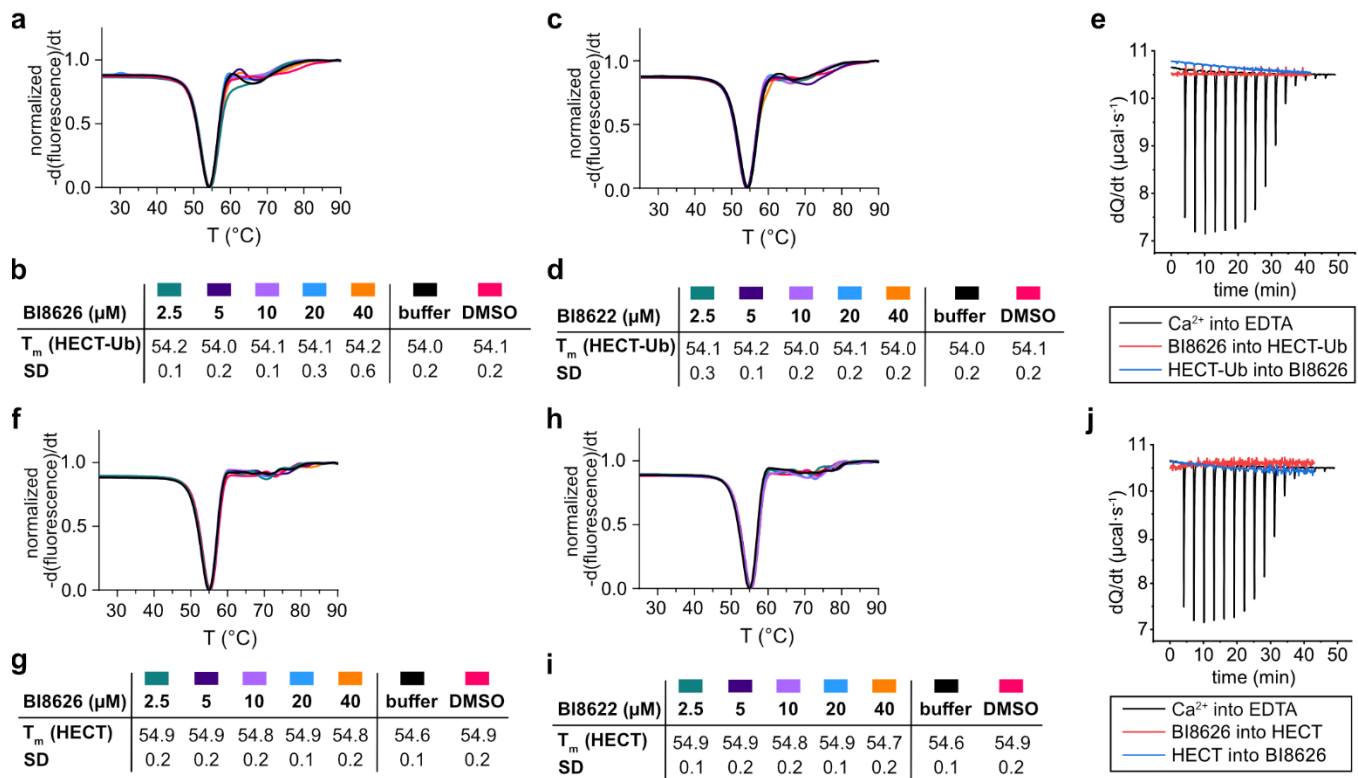 a
normalized
-d(fluorescence)/dt
1.0
0.5
0.0
30 40 50 60 70 80 90
T (°C)
c
normalized
-d(fluorescence)/dt
1.0
0.5
0.0
30 40 50 60 70 80 90
T (°C)
e
dQ/dt (µcal·s⁻¹)
11
10
9
8
7
0 10 20 30 40 50
time (min)
Ca²⁺ into EDTA
BI8626 into HECT-Ub
HECT-Ub into BI8626
b
BI8626 (µM) 2.5 5 10 20 40 buffer DMSO
Tₘ (HECT-Ub) 54.2 54.0 54.1 54.1 54.2 54.0 54.1
SD 0.1 0.2 0.1 0.3 0.6 0.2 0.2
d
BI8622 (µM) 2.5 5 10 20 40 buffer DMSO
Tₘ (HECT-Ub) 54.1 54.2 54.0 54.1 54.0 54.0 54.1
SD 0.3 0.1 0.2 0.2 0.2 0.2 0.2
f
normalized
-d(fluorescence)/dt
1.0
0.5
0.0
30 40 50 60 70 80 90
T (°C)
h
normalized
-d(fluorescence)/dt
1.0
0.5
0.0
30 40 50 60 70 80 90
T (°C)
j
dQ/dt (µcal·s⁻¹)
11
10
9
8
7
0 10 20 30 40 50
time (min)
Ca²⁺ into EDTA
BI8626 into HECT
HECT into BI8626
g
BI8626 (µM) 2.5 5 10 20 40 buffer DMSO
Tₘ (HECT) 54.9 54.9 54.8 54.9 54.8 54.6 54.9
SD 0.2 0.2 0.2 0.1 0.2 0.1 0.2
i
BI8622 (µM) 2.5 5 10 20 40 buffer DMSO
Tₘ (HECT) 54.9 54.9 54.8 54.9 54.7 54.6 54.9
SD 0.1 0.2 0.2 0.1 0.2 0.1 0.2